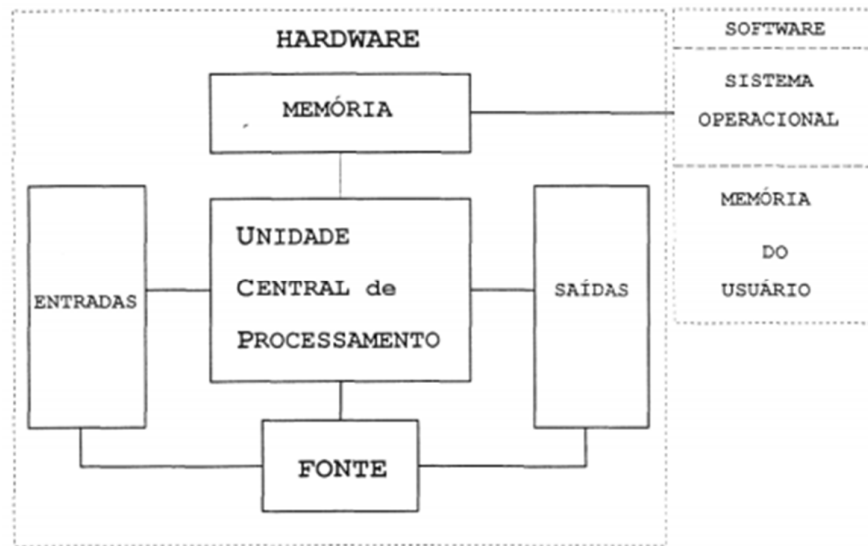 HARDWARE
MEMÓRIA
UNIDADE
CENTRAL de
PROCESSAMENTO
ENTRADAS
SAÍDAS
FONTE
SOFTWARE
SISTEMA
OPERACIONAL
MEMÓRIA
DO
USUÁRIO